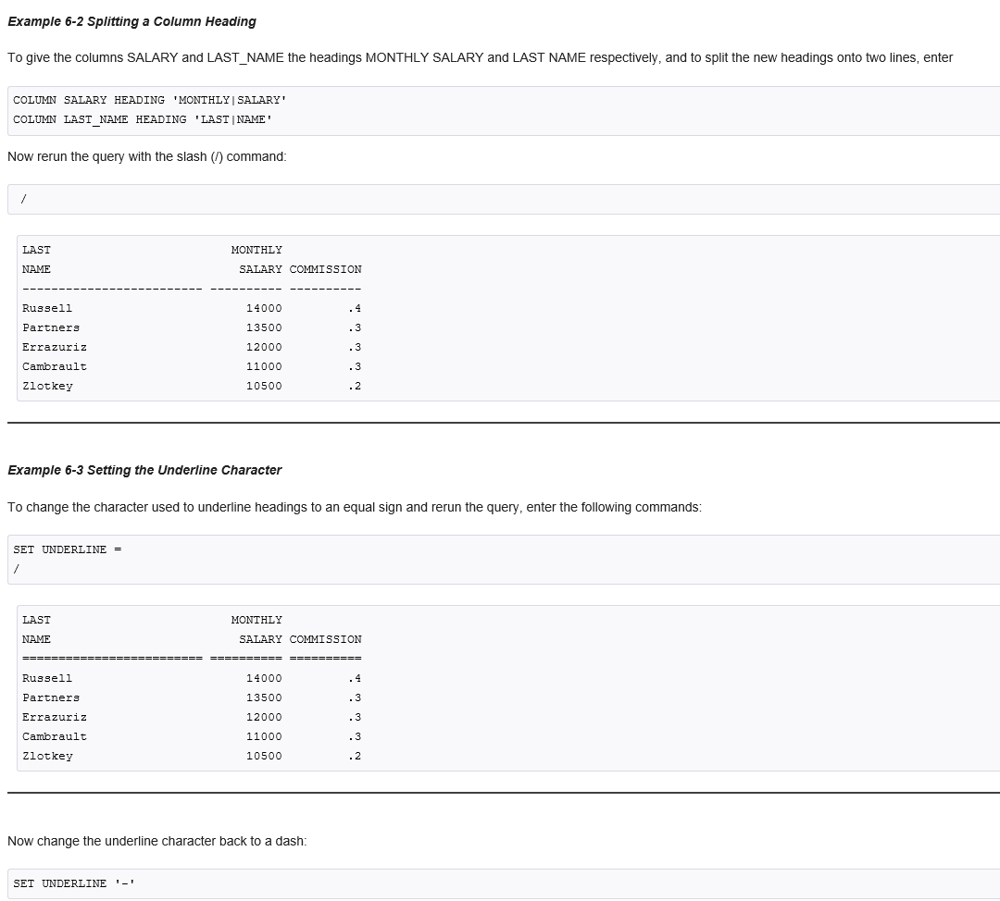 Example 6-2 Splitting a Column Heading
To give the columns SALARY and LAST_NAME the headings MONTHLY SALARY and LAST NAME respectively, and to split the new headings onto two lines, enter
COLUMN SALARY HEADING 'MONTHLY|SALARY'
COLUMN LAST_NAME HEADING 'LAST|NAME'
Now rerun the query with the slash (/) command:
/
LAST                         MONTHLY
NAME                          SALARY COMMISSION
------------------------- ---------- ----------
Russell                        14000         .4
Partners                       13500         .3
Errazuriz                      12000         .3
Cambrault                      11000         .3
Zlotkey                        10500         .2
Example 6-3 Setting the Underline Character
To change the character used to underline headings to an equal sign and rerun the query, enter the following commands:
SET UNDERLINE =
/
LAST                         MONTHLY
NAME                          SALARY COMMISSION
========================= ========== ==========
Russell                        14000         .4
Partners                       13500         .3
Errazuriz                      12000         .3
Cambrault                      11000         .3
Zlotkey                        10500         .2
Now change the underline character back to a dash:
SET UNDERLINE '-'